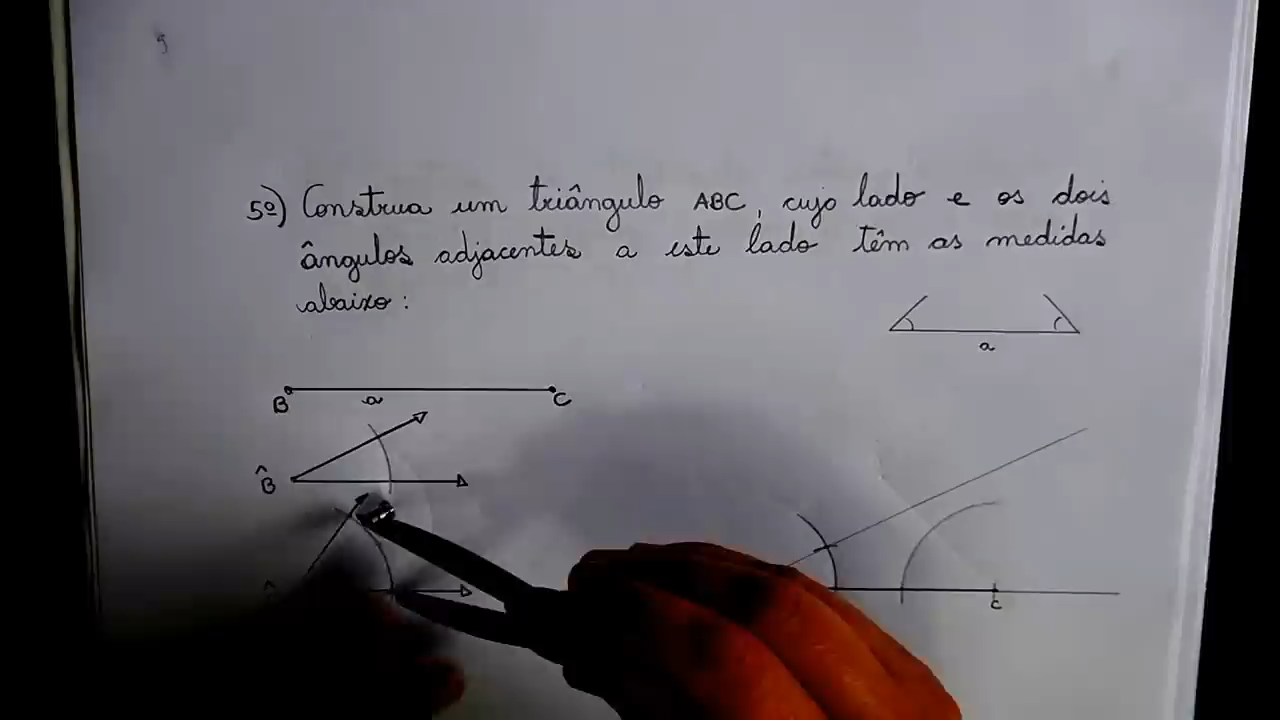 5º) Construa um triângulo ABC, cujo lado e os dois
ângulos adjacentes a este lado têm as medidas
abaixo:
a
B a C
B̂
C